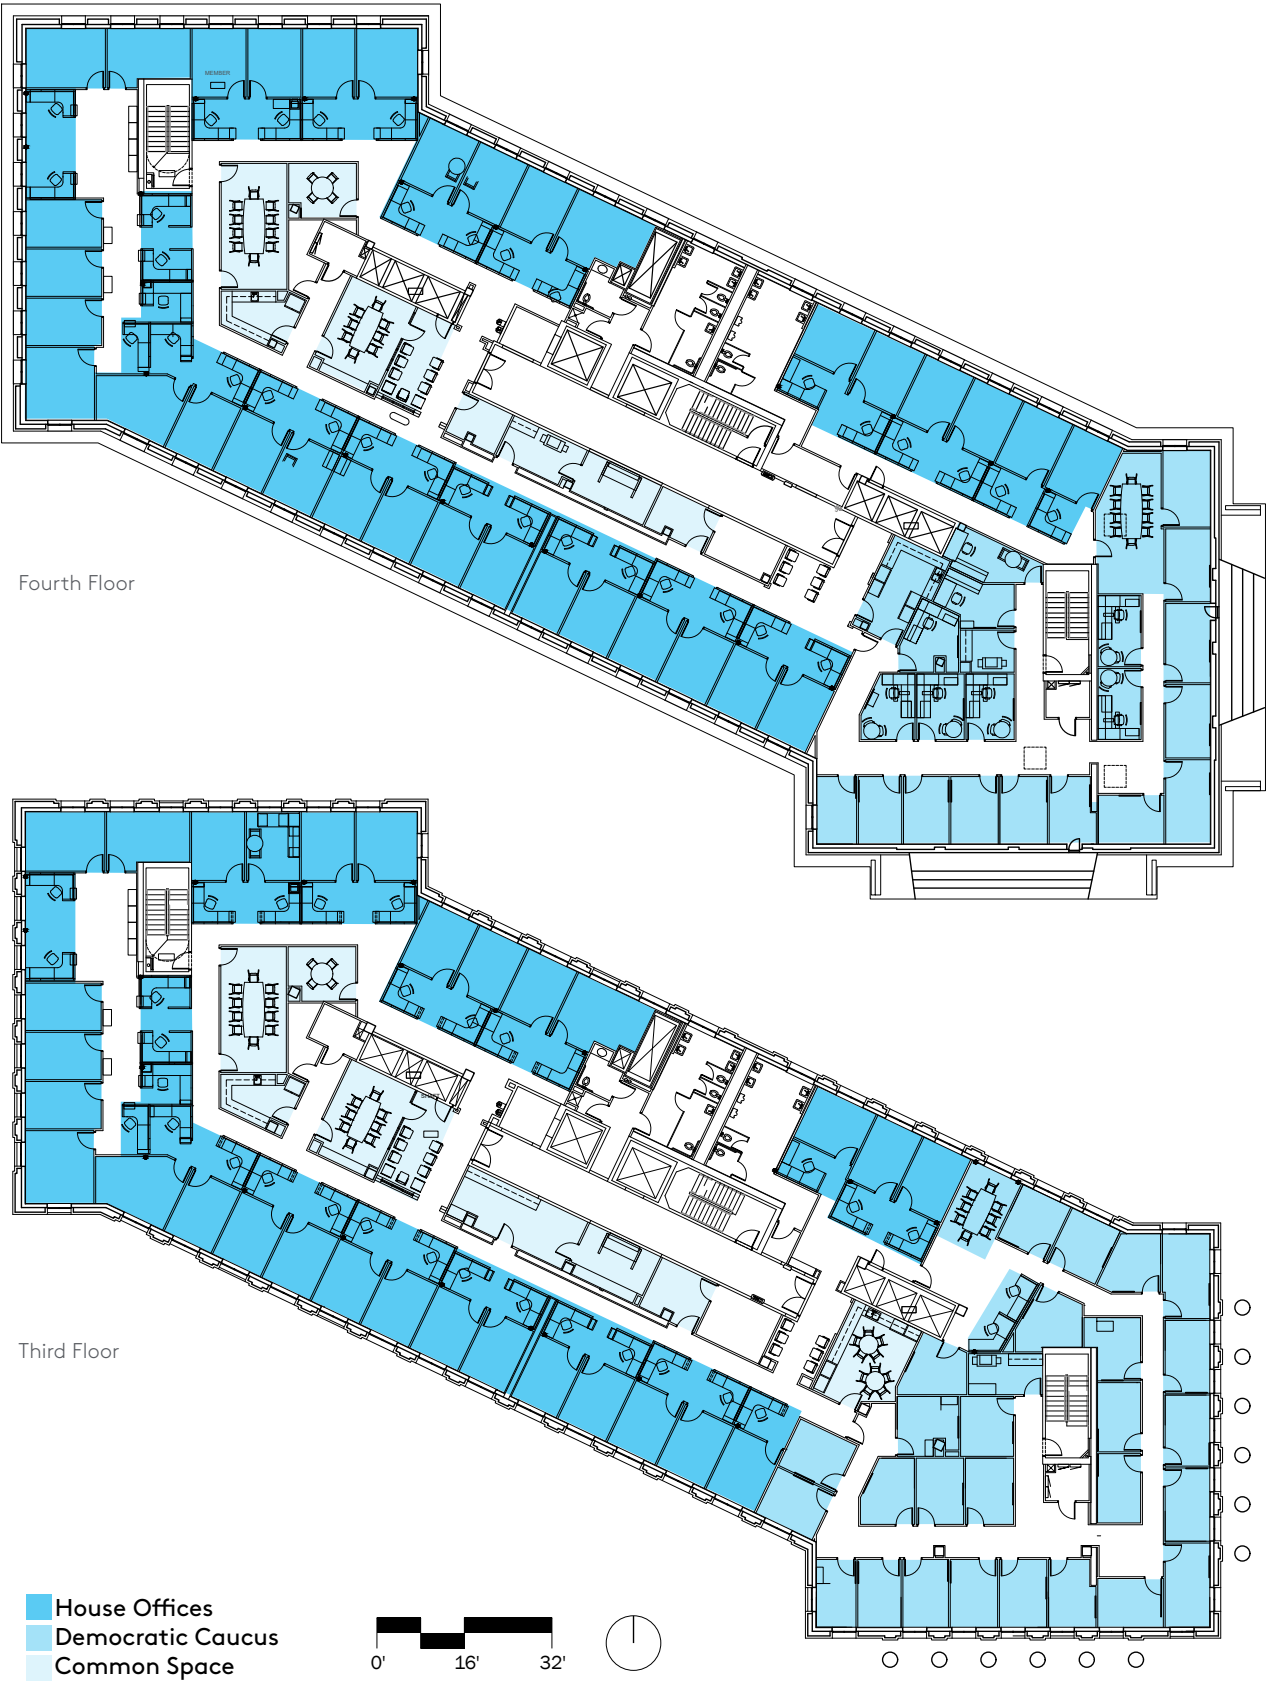 MEMBER
Fourth Floor
Third Floor
House Offices
Democratic Caucus
Common Space
0' 16' 32'